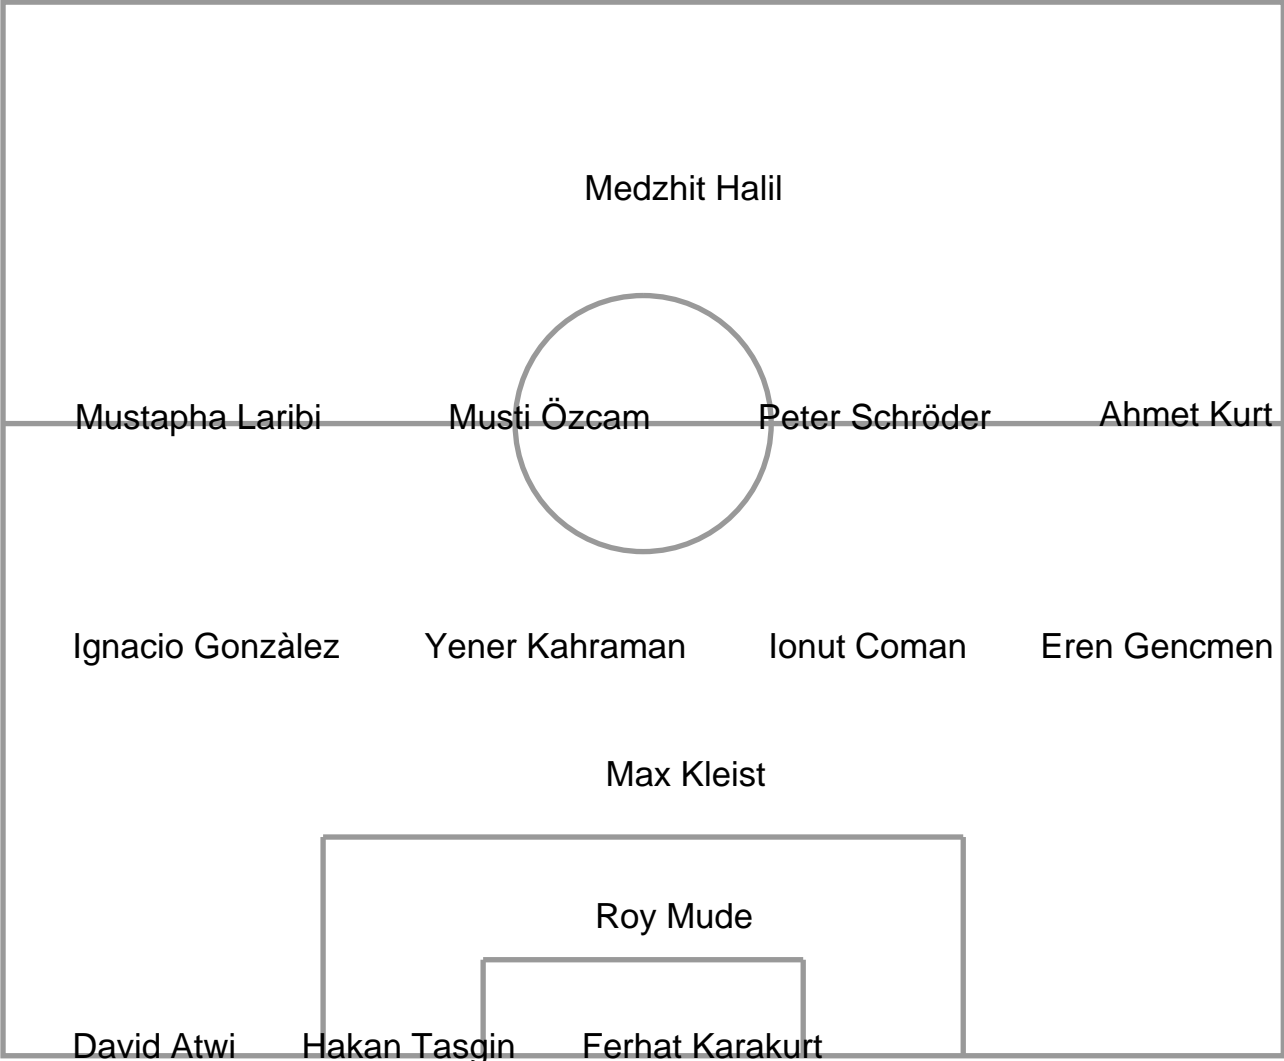 Medzhit Halil
Mustapha Laribi Musti Özcam Peter Schröder Ahmet Kurt
Ignacio Gonzàlez Yener Kahraman Ionut Coman Eren Gencmen
Max Kleist
Roy Mude
David Atwi Hakan Tasgin Ferhat Karakurt